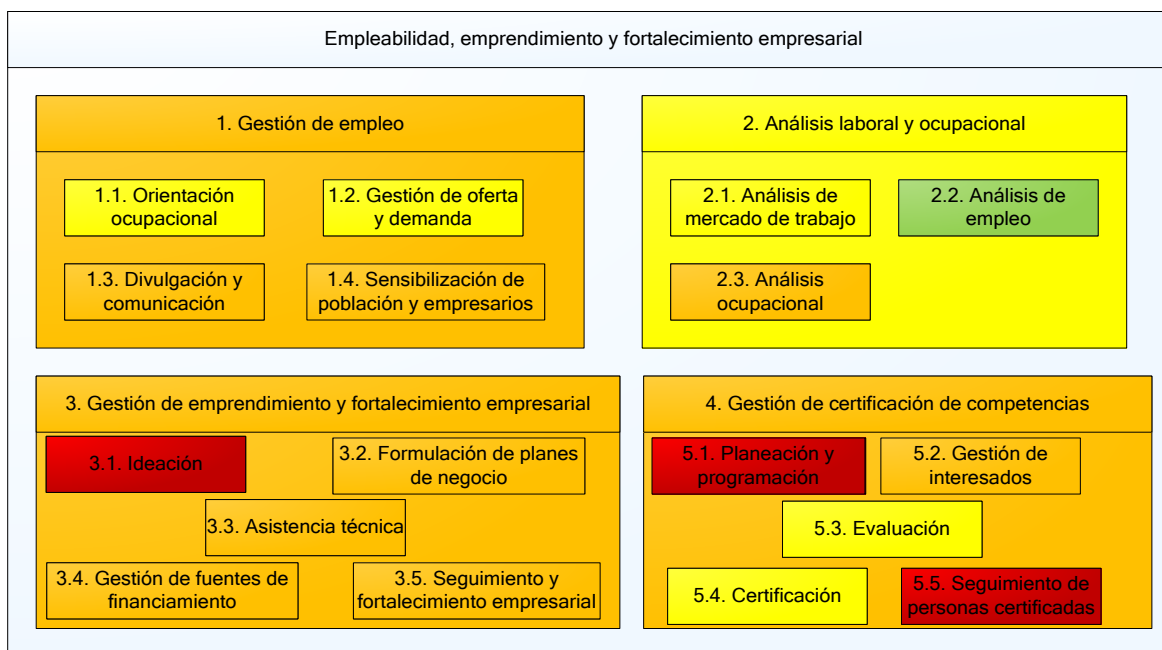 Empleabilidad, emprendimiento y fortalecimiento empresarial
1. Gestión de empleo
1.1. Orientación
ocupacional
1.2. Gestión de oferta
y demanda
1.3. Divulgación y
comunicación
1.4. Sensibilización de
población y empresarios
2. Análisis laboral y ocupacional
2.1. Análisis de
mercado de trabajo
2.2. Análisis de
empleo
2.3. Análisis
ocupacional
3. Gestión de emprendimiento y fortalecimiento empresarial
3.1. Ideación
3.2. Formulación de planes
de negocio
3.3. Asistencia técnica
3.4. Gestión de fuentes de
financiamiento
3.5. Seguimiento y
fortalecimiento empresarial
4. Gestión de certificación de competencias
5.1. Planeación y
programación
5.2. Gestión de
interesados
5.3. Evaluación
5.4. Certificación
5.5. Seguimiento de
personas certificadas